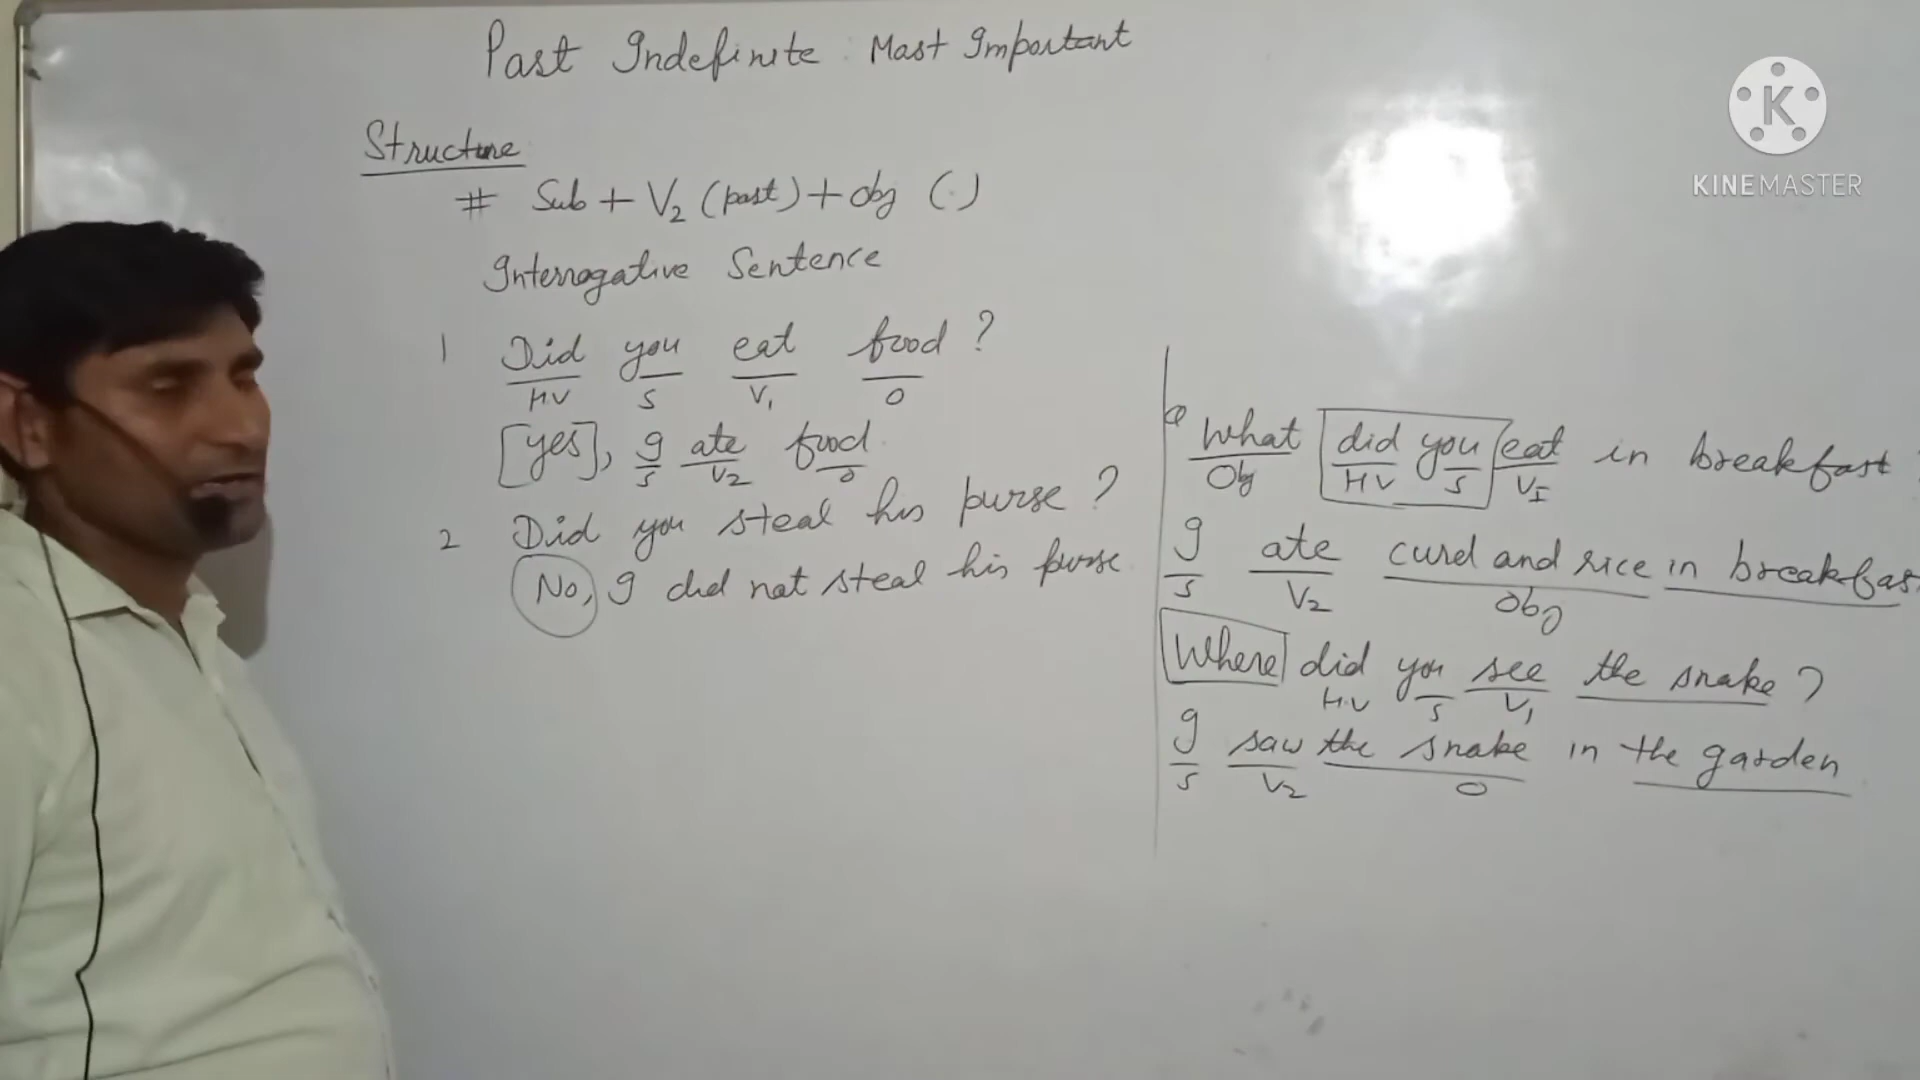 Past Indefinite : Mast Important
Structure
# Sub + V2 (past) + obj (.)
Interrogative Sentence
1 Did you eat food ?
HV S V1 O
[yes], I ate food.
S V2 O
2 Did you steal his purse ?
No, I did not steal his purse
What did you eat in breakfast ?
Obj HV S VI
I ate curd and rice in breakfast
S V2 Obj
Where did you see the snake ?
H.V S V1
I saw the snake in the garden
S V2 O
K
KINEMASTER